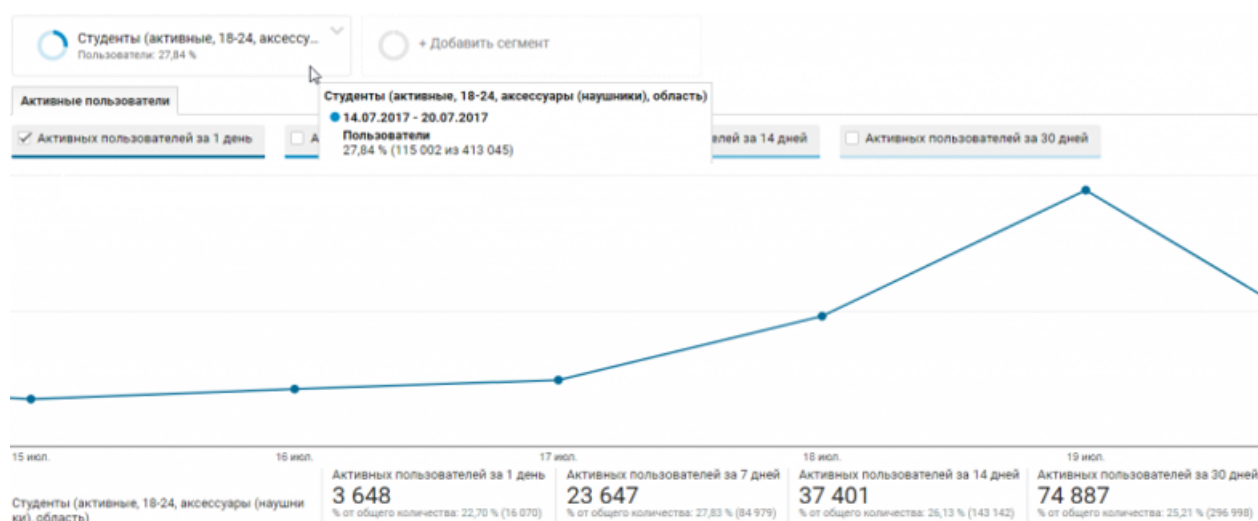 Студенты (активные, 18-24, аксессу...
Пользователи: 27,84 %
+ Добавить сегмент
Активные пользователи
Студенты (активные, 18-24, аксессуары (наушники), область)
14.07.2017 - 20.07.2017
Пользователи
27,84 % (115 002 из 413 045)
Активных пользователей за 1 день
А
елей за 14 дней
Активных пользователей за 30 дней
15 июл.
16 июл.
17 июл.
18 июл.
19 июл.
Студенты (активные, 18-24, аксессуары (наушни
ки), область)
Активных пользователей за 1 день
3 648
% от общего количества: 22,70 % (16 070)
Активных пользователей за 7 дней
23 647
% от общего количества: 27,83 % (84 979)
Активных пользователей за 14 дней
37 401
% от общего количества: 26,13 % (143 142)
Активных пользователей за 30 дней
74 887
% от общего количества: 25,21 % (296 998)